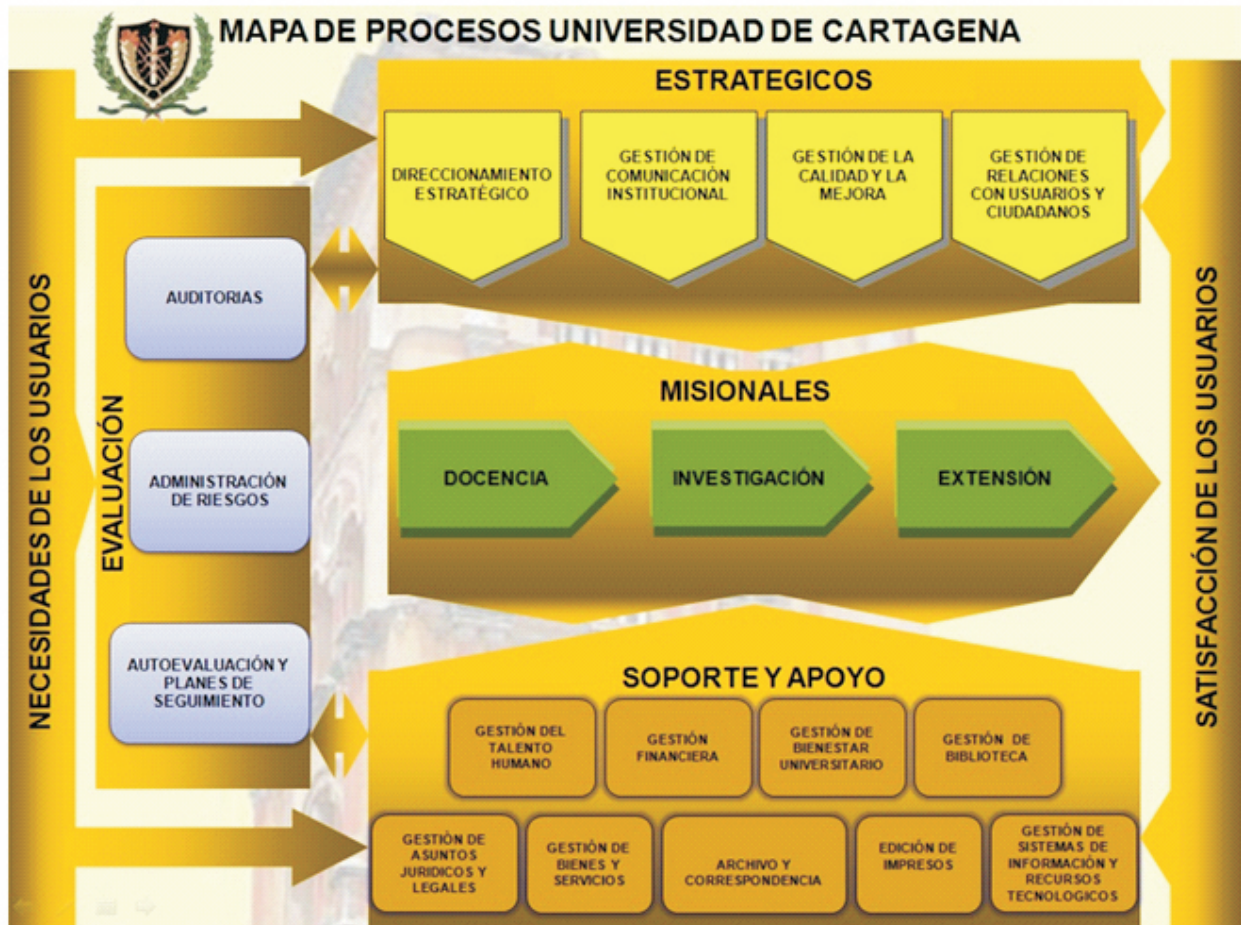 MAPA DE PROCESOS UNIVERSIDAD DE CARTAGENA
NECESIDADES DE LOS USUARIOS
ESTRATEGICOS
DIRECCIONAMIENTO
ESTRATÉGICO
GESTIÓN DE
COMUNICACIÓN
INSTITUCIONAL
GESTIÓN DE LA
CALIDAD Y LA
MEJORA
GESTIÓN DE
RELACIONES
CON USUARIOS Y
CIUDADANOS
EVALUACIÓN
AUDITORIAS
ADMINISTRACIÓN
DE RIESGOS
AUTOEVALUACIÓN Y
PLANES DE
SEGUIMIENTO
MISIONALES
DOCENCIA
INVESTIGACIÓN
EXTENSIÓN
SOPORTE Y APOYO
GESTIÓN DEL
TALENTO
HUMANO
GESTIÓN
FINANCIERA
GESTIÓN DE
BIENESTAR
UNIVERSITARIO
GESTIÓN DE
BIBLIOTECA
GESTIÓN DE
ASUNTOS
JURIDICOS Y
LEGALES
GESTIÓN DE
BIENES Y
SERVICIOS
ARCHIVO Y
CORRESPONDENCIA
EDICIÓN DE
IMPRESOS
GESTIÓN DE
SISTEMAS DE
INFORMACIÓN Y
RECURSOS
TECNOLOGICOS
SATISFACCIÓN DE LOS USUARIOS